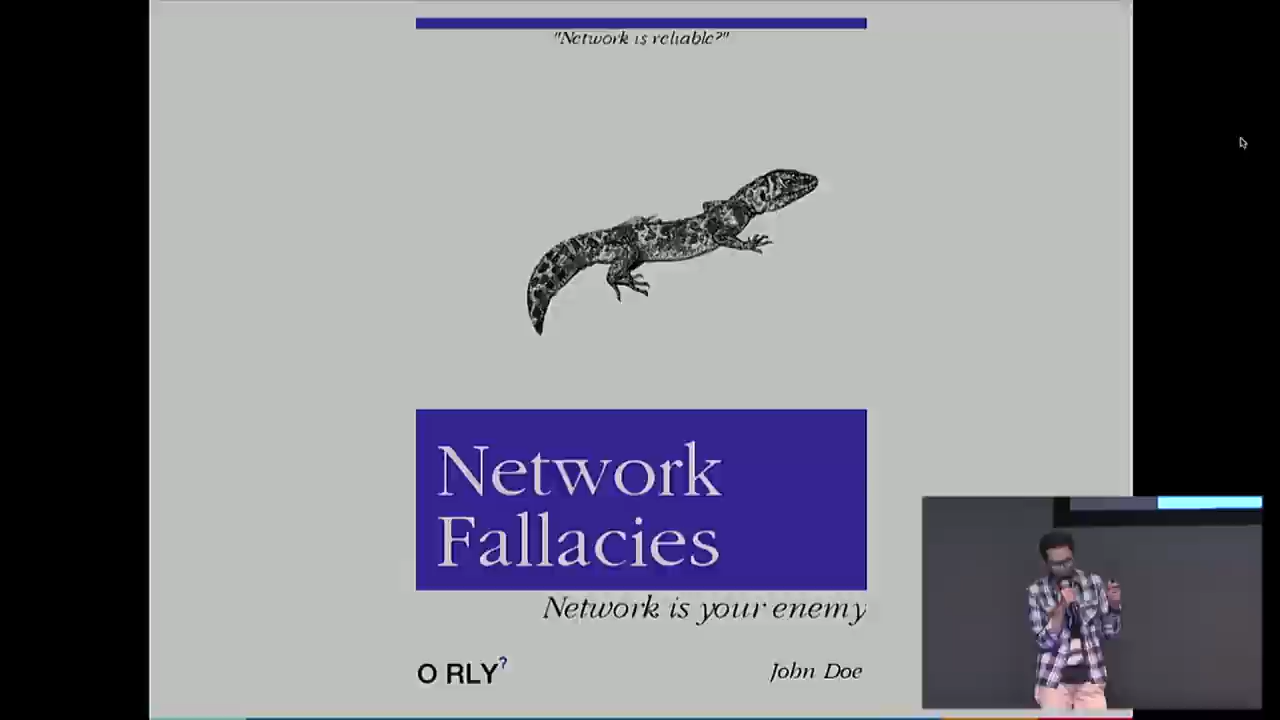 "Network is reliable?"
Network
Fallacies
Network is your enemy
O RLY?
John Doe